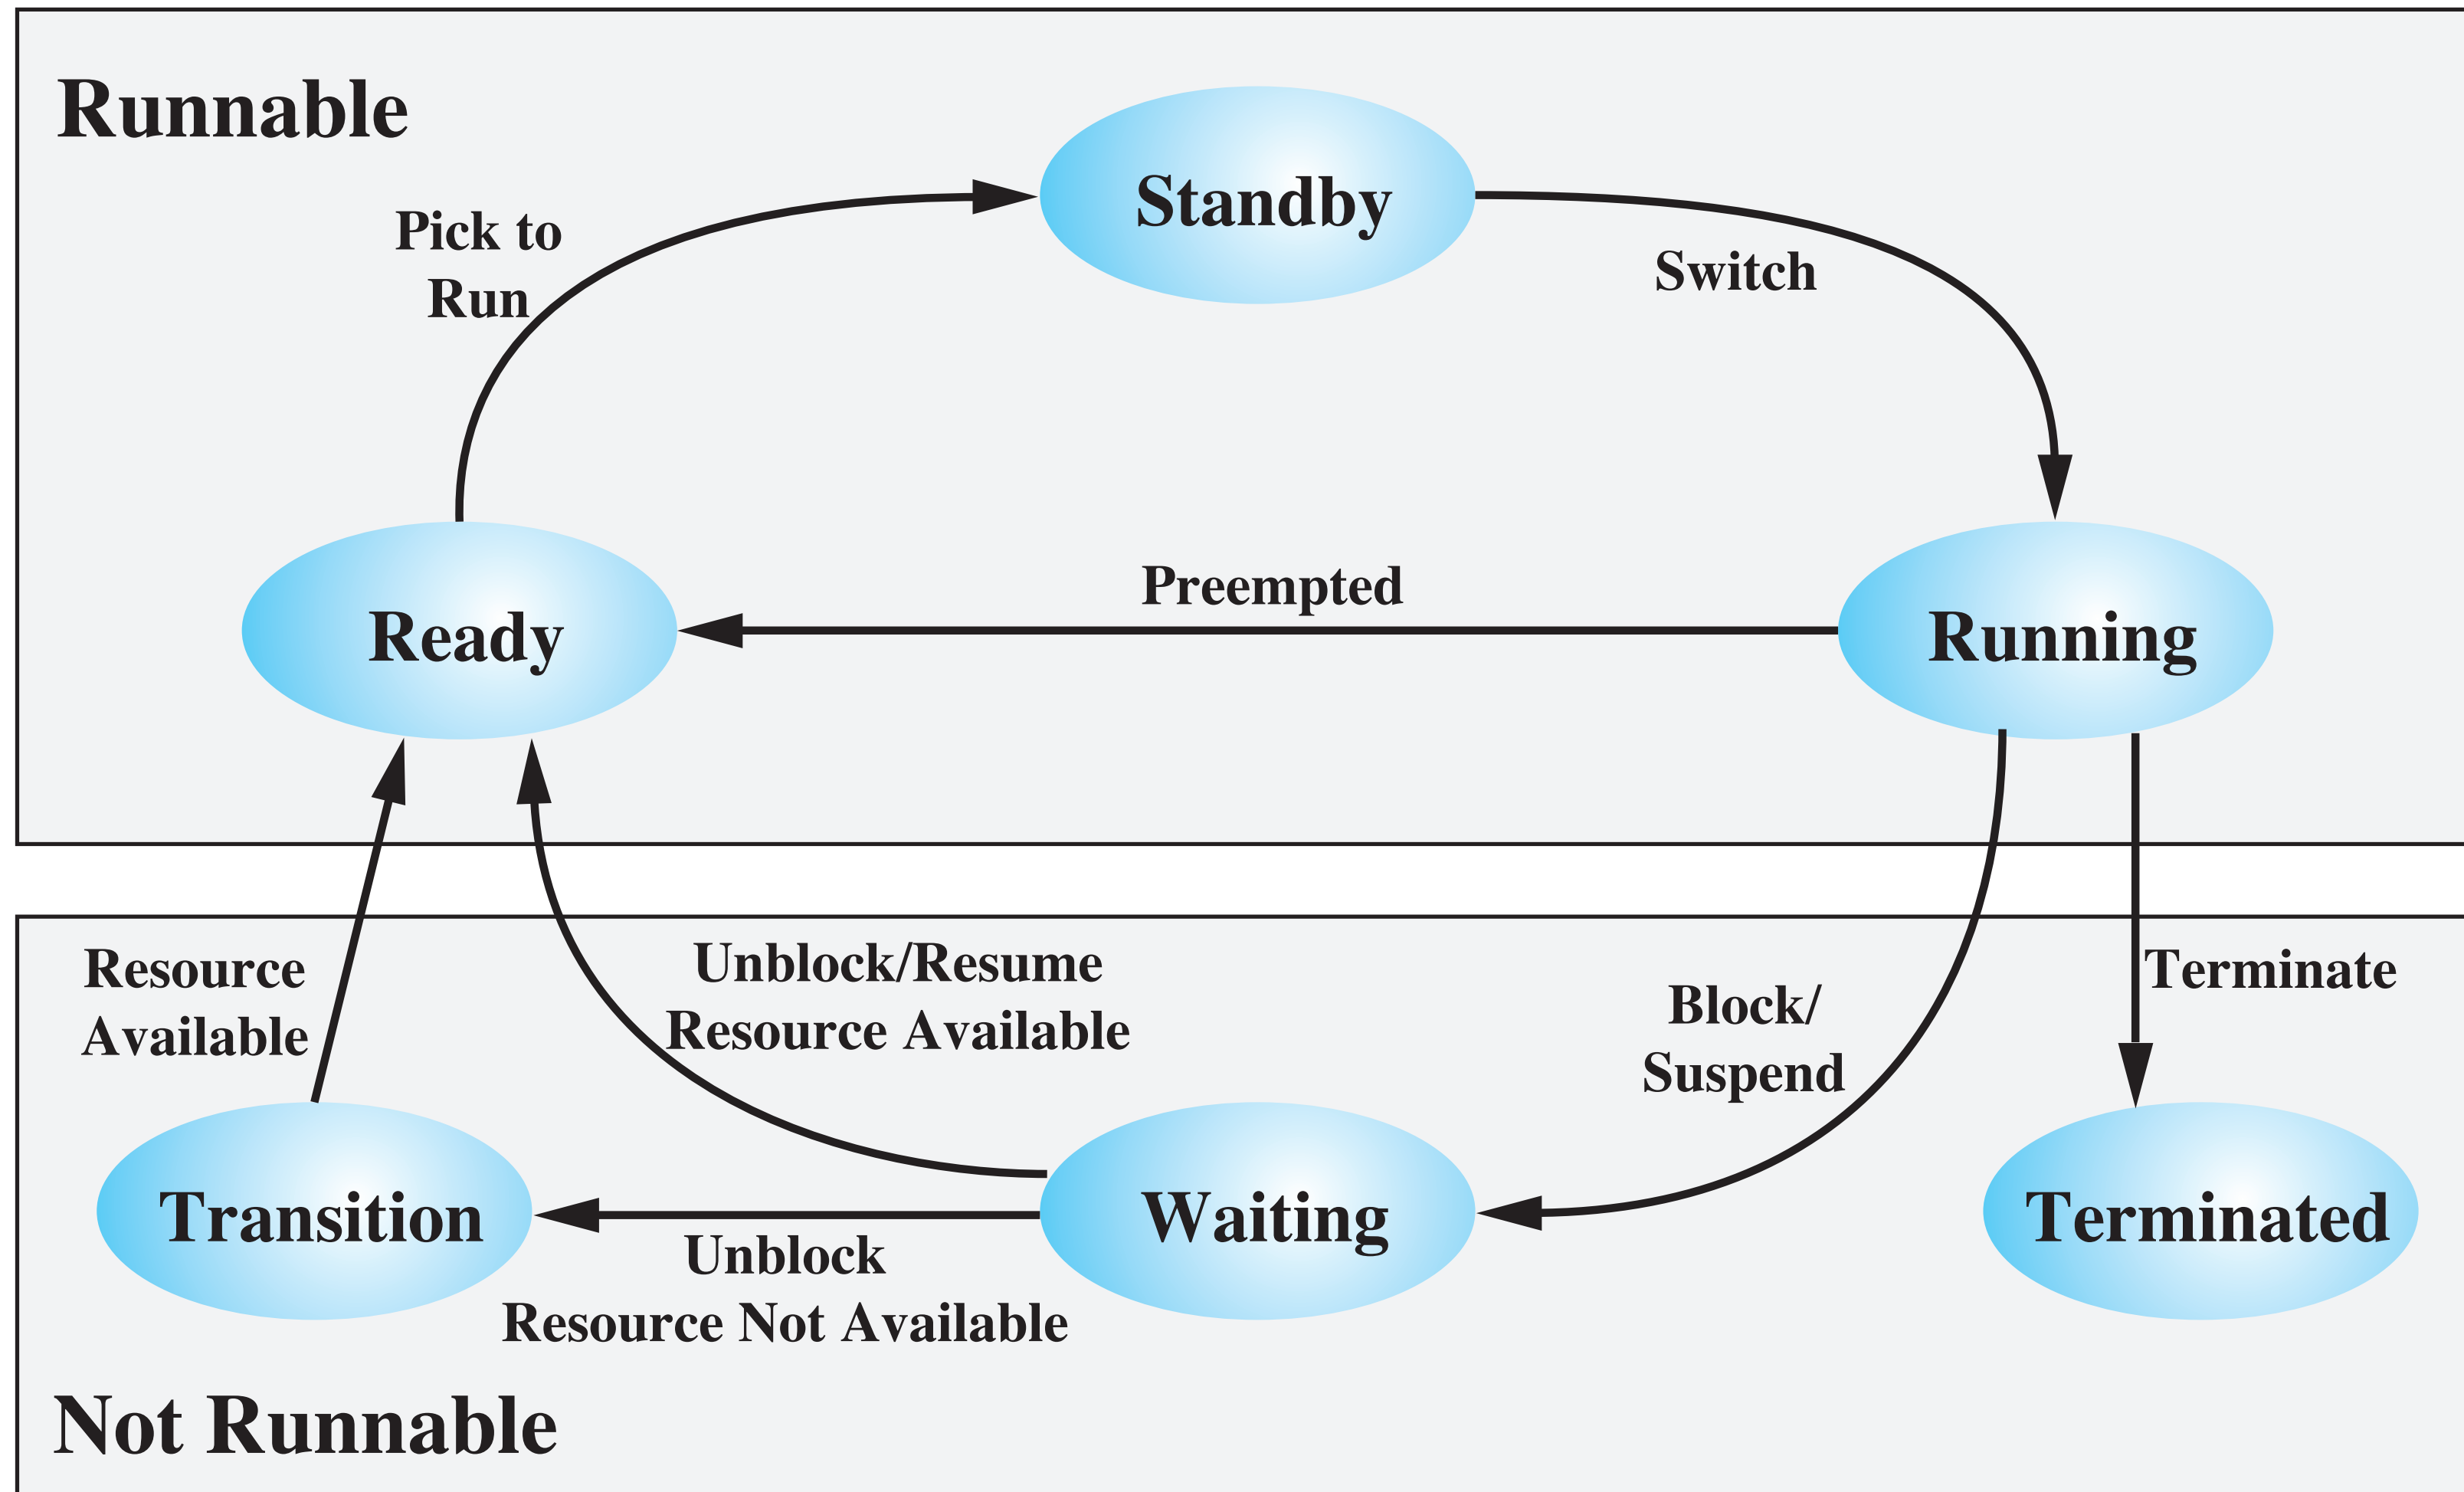 Runnable
Standby
Pick to
Run
Switch
Preempted
Ready
Running
Resource
Available
Unblock/Resume
Resource Available
Block/
Suspend
Terminate
Transition
Waiting
Terminated
Unblock
Resource Not Available
Not Runnable